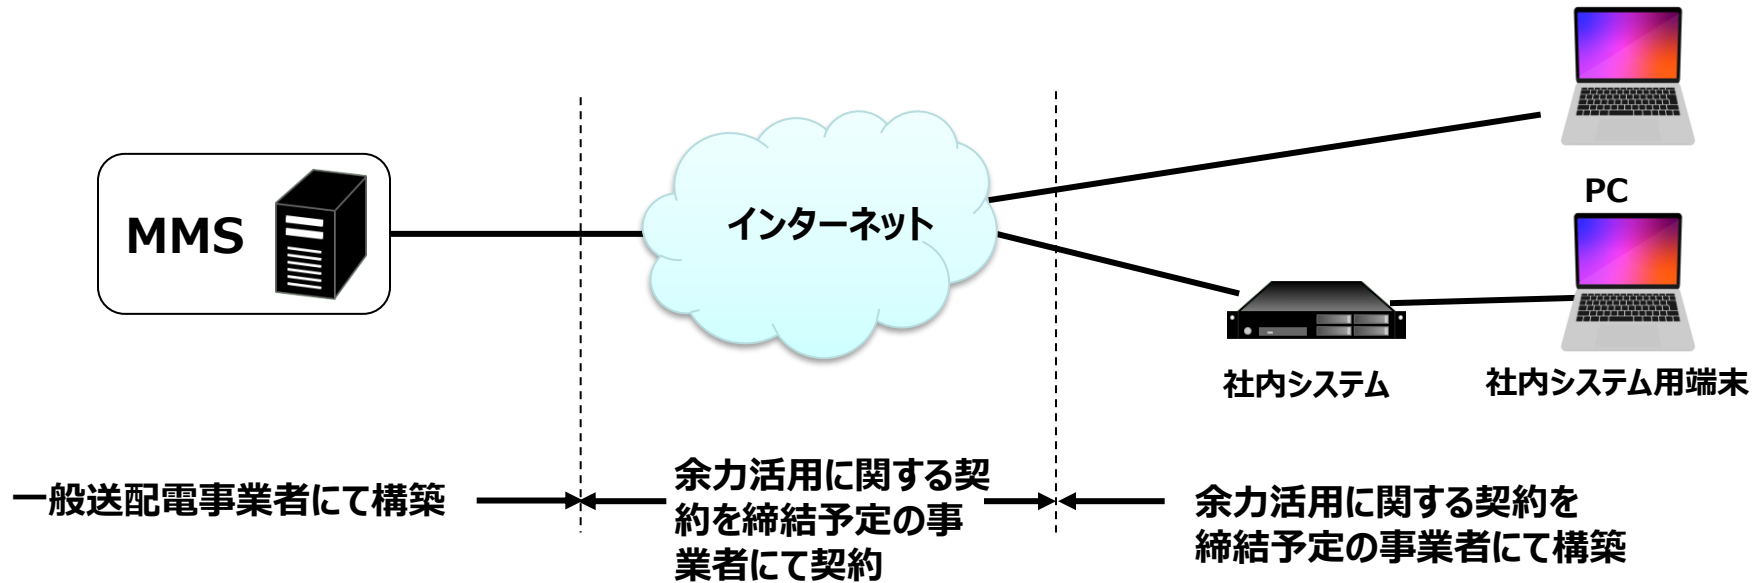 MMS
インターネット
PC
社内システム
社内システム用端末
一般送配電事業者にて構築
余力活用に関する契
約を締結予定の事
業者にて契約
余力活用に関する契約を
締結予定の事業者にて構築